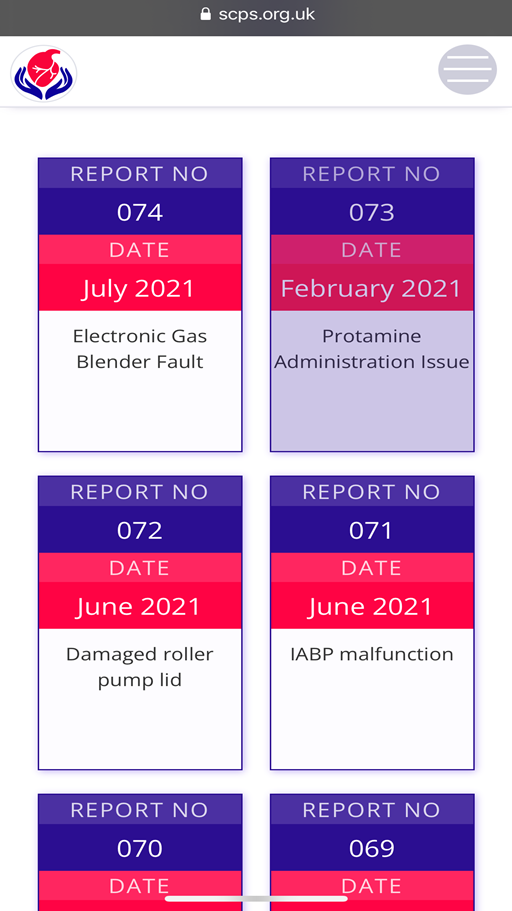 scps.org.uk
REPORT NO
074
DATE
July 2021
Electronic Gas
Blender Fault
REPORT NO
073
DATE
February 2021
Protamine
Administration Issue
REPORT NO
072
DATE
June 2021
Damaged roller
pump lid
REPORT NO
071
DATE
June 2021
IABP malfunction
REPORT NO
070
DATE
REPORT NO
069
DATE